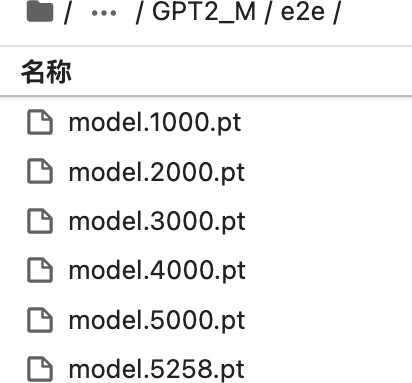 / ··· / GPT2_M / e2e /
名称
model.1000.pt
model.2000.pt
model.3000.pt
model.4000.pt
model.5000.pt
model.5258.pt